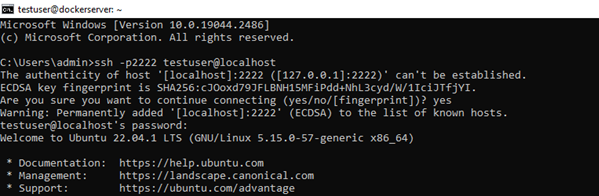 testuser@dockerserver: ~
Microsoft Windows [Version 10.0.19044.2486]
(c) Microsoft Corporation. All rights reserved.
C:\Users\admin>ssh -p2222 testuser@localhost
The authenticity of host '[localhost]:2222 ([127.0.0.1]:2222)' can't be established.
ECDSA key fingerprint is SHA256:cJOoxd79JFLBNH15MFiPdd+NhL3cyd/W/1IciJTfjYI.
Are you sure you want to continue connecting (yes/no/[fingerprint])? yes
Warning: Permanently added '[localhost]:2222' (ECDSA) to the list of known hosts.
testuser@localhost's password:
Welcome to Ubuntu 22.04.1 LTS (GNU/Linux 5.15.0-57-generic x86_64)
* Documentation: https://help.ubuntu.com
* Management: https://landscape.canonical.com
* Support: https://ubuntu.com/advantage